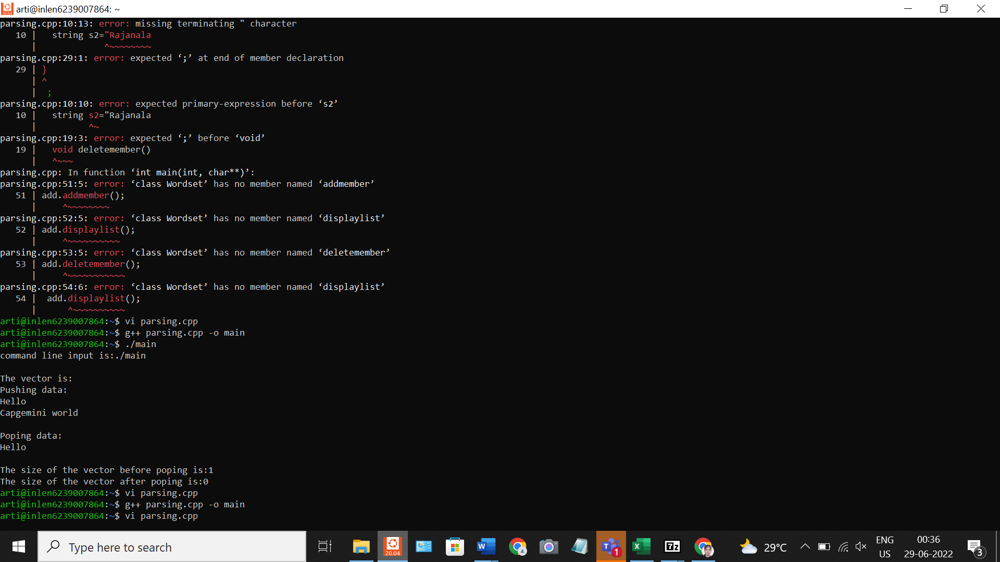 arti@inlen6239007864: ~
parsing.cpp:10:13: error: missing terminating " character
   10 |   string s2="Rajanala
      |             ^~~~~~~~~
parsing.cpp:29:1: error: expected ‘;’ at end of member declaration
   29 | }
      | ^
      |  ;
parsing.cpp:10:10: error: expected primary-expression before ‘s2’
   10 |   string s2="Rajanala
      |          ^~
parsing.cpp:19:3: error: expected ‘;’ before ‘void’
   19 |   void deletemember()
      |   ^~~~
parsing.cpp: In function ‘int main(int, char**)’:
parsing.cpp:51:5: error: ‘class Wordset’ has no member named ‘addmember’
   51 | add.addmember();
      |     ^~~~~~~~~
parsing.cpp:52:5: error: ‘class Wordset’ has no member named ‘displaylist’
   52 | add.displaylist();
      |     ^~~~~~~~~~~
parsing.cpp:53:5: error: ‘class Wordset’ has no member named ‘deletemember’
   53 | add.deletemember();
      |     ^~~~~~~~~~~~
parsing.cpp:54:6: error: ‘class Wordset’ has no member named ‘displaylist’
   54 |  add.displaylist();
      |      ^~~~~~~~~~~
arti@inlen6239007864:~$ vi parsing.cpp
arti@inlen6239007864:~$ g++ parsing.cpp -o main
arti@inlen6239007864:~$ ./main
command line input is:./main
The vector is:
Pushing data:
Hello
Capgemini world
Poping data:
Hello
The size of the vector before poping is:1
The size of the vector after poping is:0
arti@inlen6239007864:~$ vi parsing.cpp
arti@inlen6239007864:~$ g++ parsing.cpp -o main
arti@inlen6239007864:~$ vi parsing.cpp
Type here to search
20.04
W
T
1
X
7z
29°C
ENG
US
00:36
29-06-2022
3